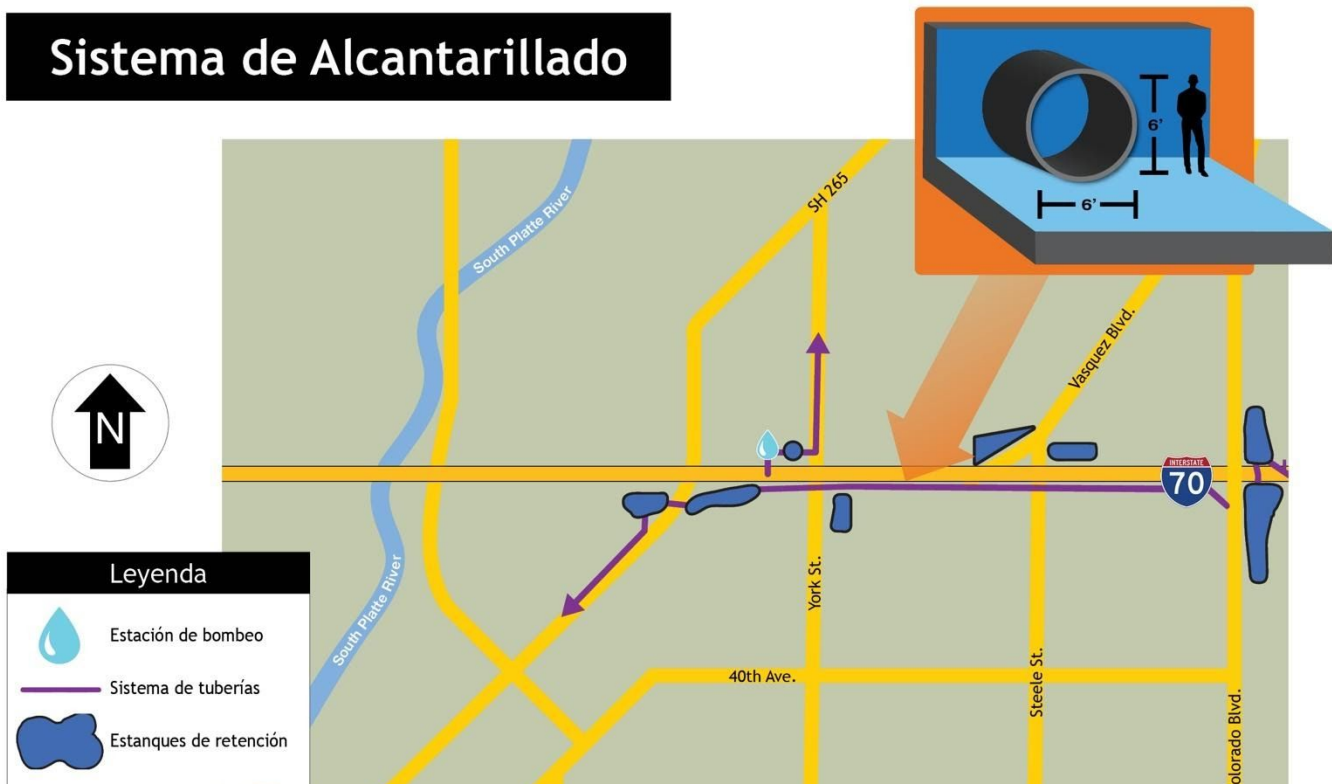 Sistema de Alcantarillado
6'
6'
SH 265
South Platte River
Vasquez Blvd.
N
INTERSTATE
70
South Platte River
York St.
40th Ave.
Steele St.
olorado Blvd.
Leyenda
Estación de bombeo
Sistema de tuberías
Estanques de retención